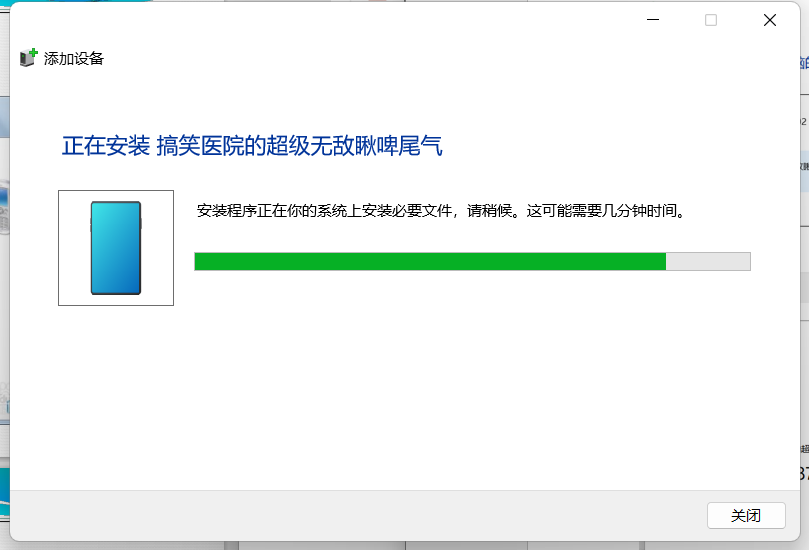 添加设备
正在安装 搞笑医院的超级无敌瞅啤尾气
安装程序正在你的系统上安装必要文件，请稍候。这可能需要几分钟时间。
关闭